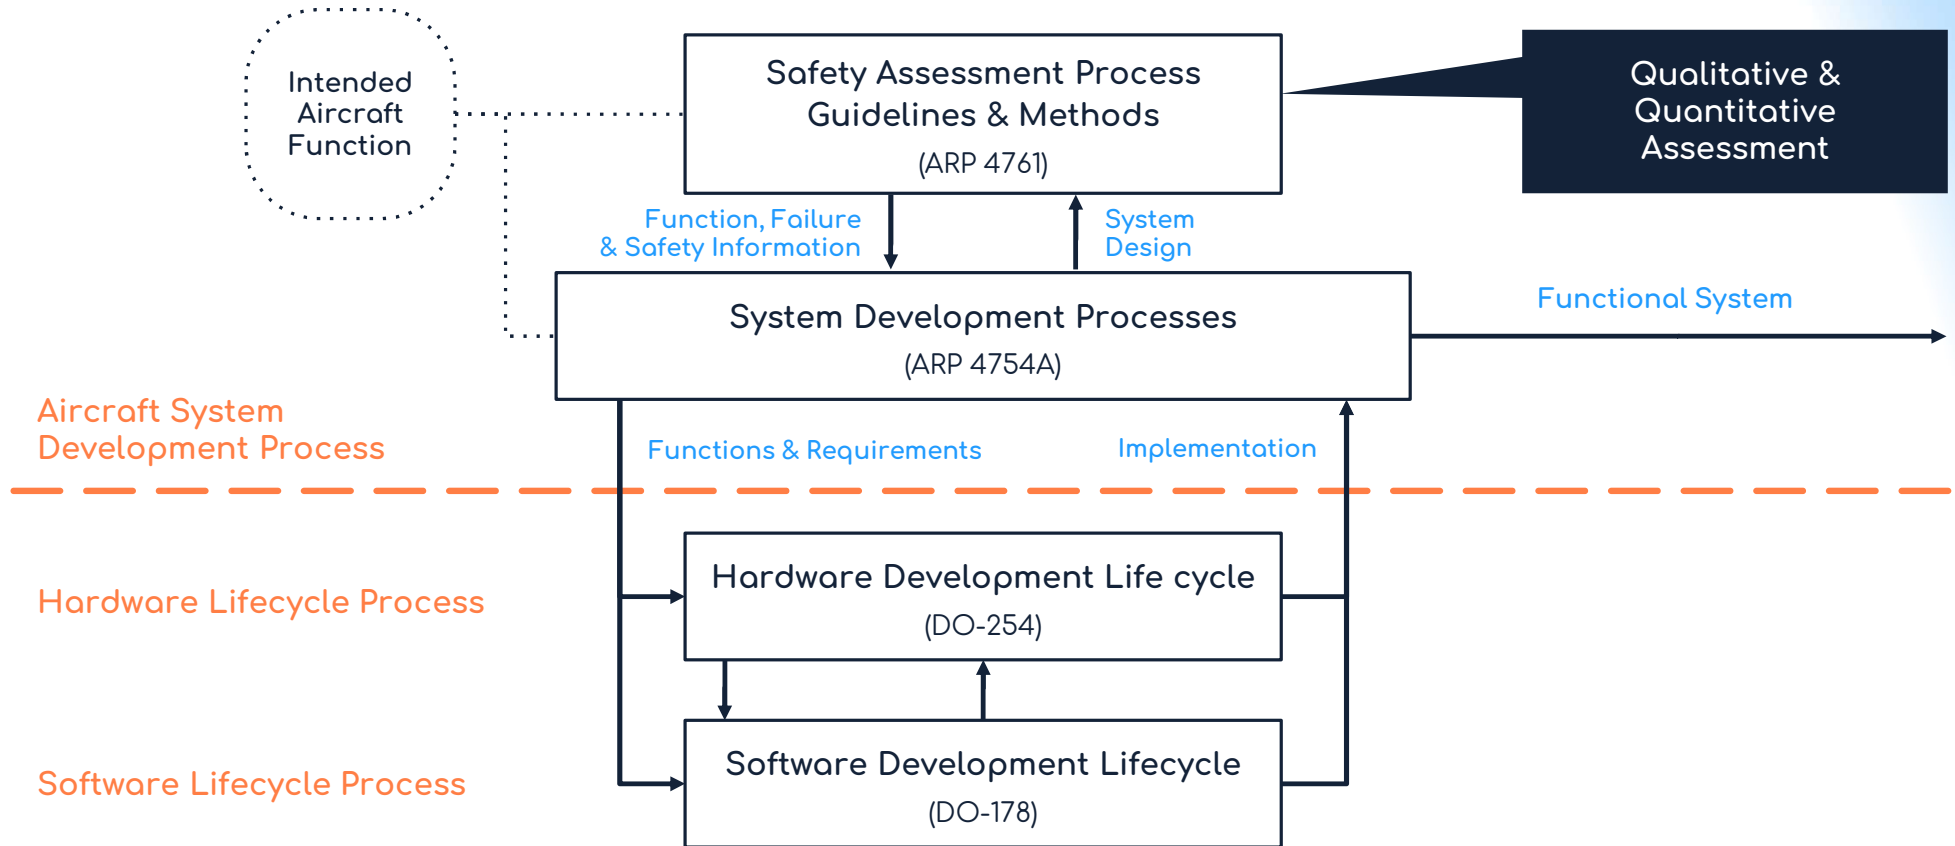 Intended
Aircraft
Function
Safety Assessment Process
Guidelines & Methods
(ARP 4761)
Qualitative &
Quantitative
Assessment
Function, Failure
& Safety Information
System
Design
System Development Processes
(ARP 4754A)
Functional System
Aircraft System
Development Process
Functions & Requirements
Implementation
Hardware Lifecycle Process
Hardware Development Life cycle
(DO-254)
Software Lifecycle Process
Software Development Lifecycle
(DO-178)